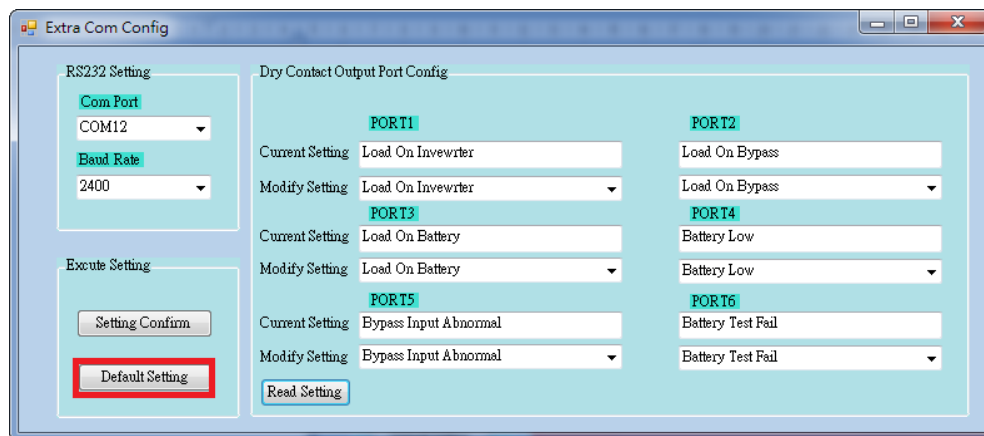 Extra Com Config
RS232 Setting
Com Port
COM12
Baud Rate
2400
Excute Setting
Setting Confirm
Default Setting
Dry Contact Output Port Config
PORT1 PORT2
Current Setting Load On Invewrter Load On Bypass
Modify Setting Load On Invewrter Load On Bypass
PORT3 PORT4
Current Setting Load On Battery Battery Low
Modify Setting Load On Battery Battery Low
PORT5 PORT6
Current Setting Bypass Input Abnormal Battery Test Fail
Modify Setting Bypass Input Abnormal Battery Test Fail
Read Setting